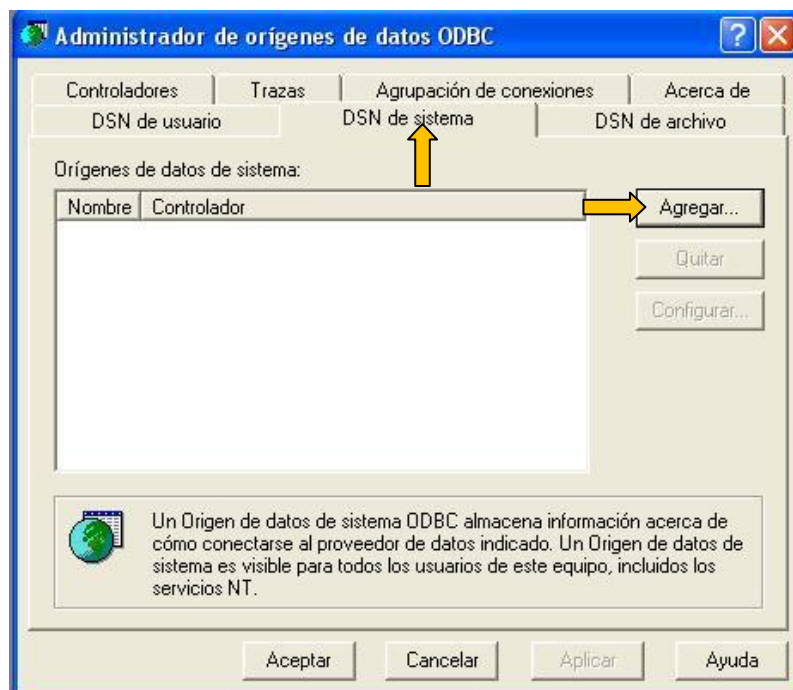 Administrador de orígenes de datos ODBC
Controladores Trazas Agrupación de conexiones Acerca de
DSN de usuario DSN de sistema DSN de archivo
Orígenes de datos de sistema:
Nombre Controlador
Agregar...
Quitar
Configurar...
Un Origen de datos de sistema ODBC almacena información acerca de
cómo conectarse al proveedor de datos indicado. Un Origen de datos de
sistema es visible para todos los usuarios de este equipo, incluidos los
servicios NT.
Aceptar Cancelar Aplicar Ayuda